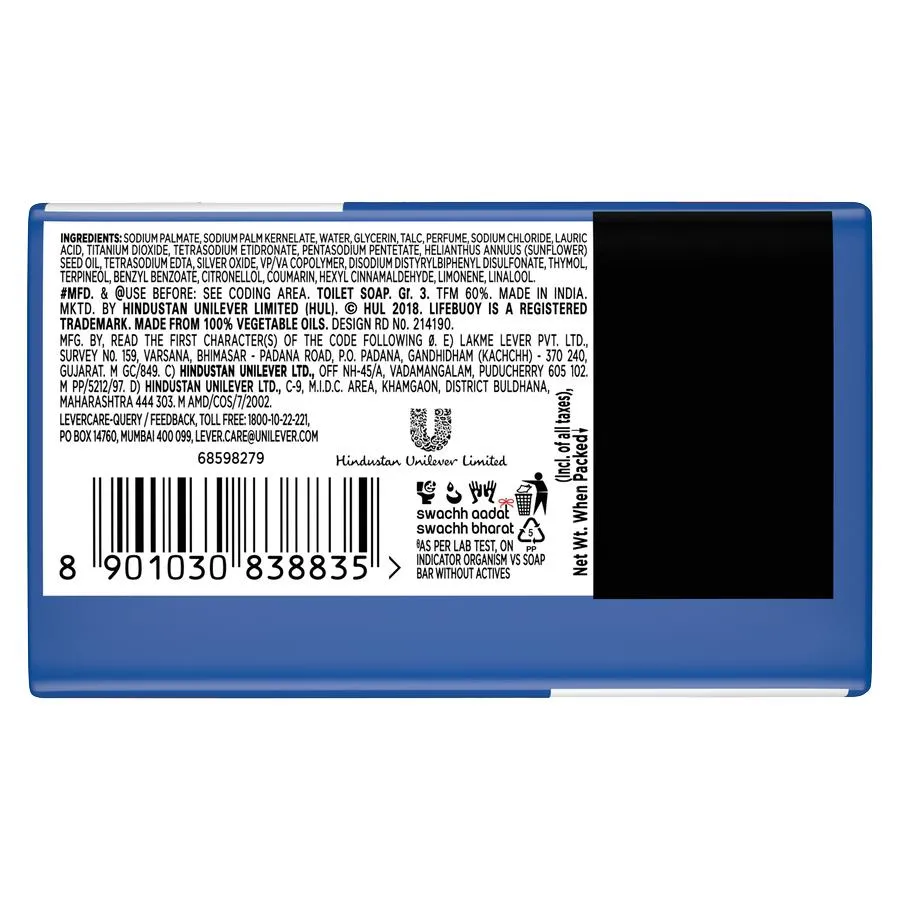 INGREDIENTS: SODIUM PALMATE, SODIUM PALM KERNELATE, WATER, GLYCERIN, TALC, PERFUME, SODIUM CHLORIDE, LAURIC
ACID, TITANIUM DIOXIDE, TETRASODIUM ETIDRONATE, PENTASODIUM PENTETATE, HELIANTHUS ANNUUS (SUNFLOWER)
SEED OIL, TETRASODIUM EDTA, SILVER OXIDE, VP/VA COPOLYMER, DISODIUM DISTYRYLBIPHENYL DISULFONATE, THYMOL,
TERPINEOL, BENZYL BENZOATE, CITRONELLOL, COUMARIN, HEXYL CINNAMALDEHYDE, LIMONENE, LINALOOL.
#MFD. & @USE BEFORE: SEE CODING AREA. TOILET SOAP. Gr. 3. TFM 60%. MADE IN INDIA.
MKTD. BY HINDUSTAN UNILEVER LIMITED (HUL). © HUL 2018. LIFEBUOY IS A REGISTERED
TRADEMARK. MADE FROM 100% VEGETABLE OILS. DESIGN RD No. 214190.
MFG. BY, READ THE FIRST CHARACTER(S) OF THE CODE FOLLOWING Ø. E) LAKME LEVER PVT. LTD.,
SURVEY No. 159, VARSANA, BHIMASAR - PADANA ROAD, P.O. PADANA, GANDHIDHAM (KACHCHH) - 370 240,
GUJARAT. M GC/849. C) HINDUSTAN UNILEVER LTD., OFF NH-45/A, VADAMANGALAM, PUDUCHERRY 605 102.
M PP/5212/97. D) HINDUSTAN UNILEVER LTD., C-9, M.I.D.C. AREA, KHAMGAON, DISTRICT BULDHANA,
MAHARASHTRA 444 303. M AMD/COS/7/2002.
LEVERCARE-QUERY / FEEDBACK, TOLL FREE: 1800-10-22-221,
PO BOX 14760, MUMBAI 400 099, LEVER.CARE@UNILEVER.COM
68598279
Hindustan Unilever Limited
8 901030 838835 >
swachh aadat
swachh bharat
5
PP
θAS PER LAB TEST, ON
INDICATOR ORGANISM VS SOAP
BAR WITHOUT ACTIVES
(Incl. of all taxes),
Net Wt. When Packed